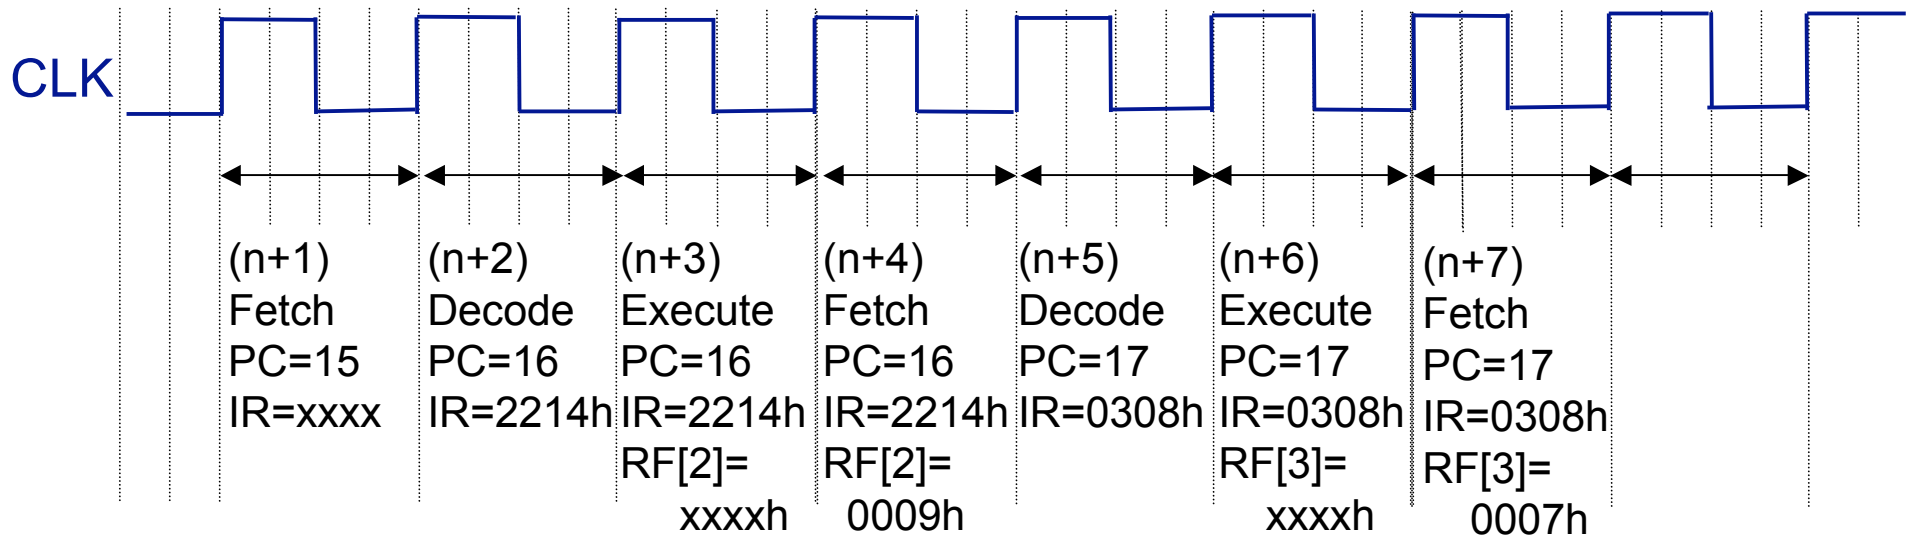 CLK
(n+1)
Fetch
PC=15
IR=xxxx
(n+2)
Decode
PC=16
IR=2214h
(n+3)
Execute
PC=16
IR=2214h
RF[2]=
xxxxh
(n+4)
Fetch
PC=16
IR=2214h
RF[2]=
0009h
(n+5)
Decode
PC=17
IR=0308h
(n+6)
Execute
PC=17
IR=0308h
RF[3]=
xxxxh
(n+7)
Fetch
PC=17
IR=0308h
RF[3]=
0007h